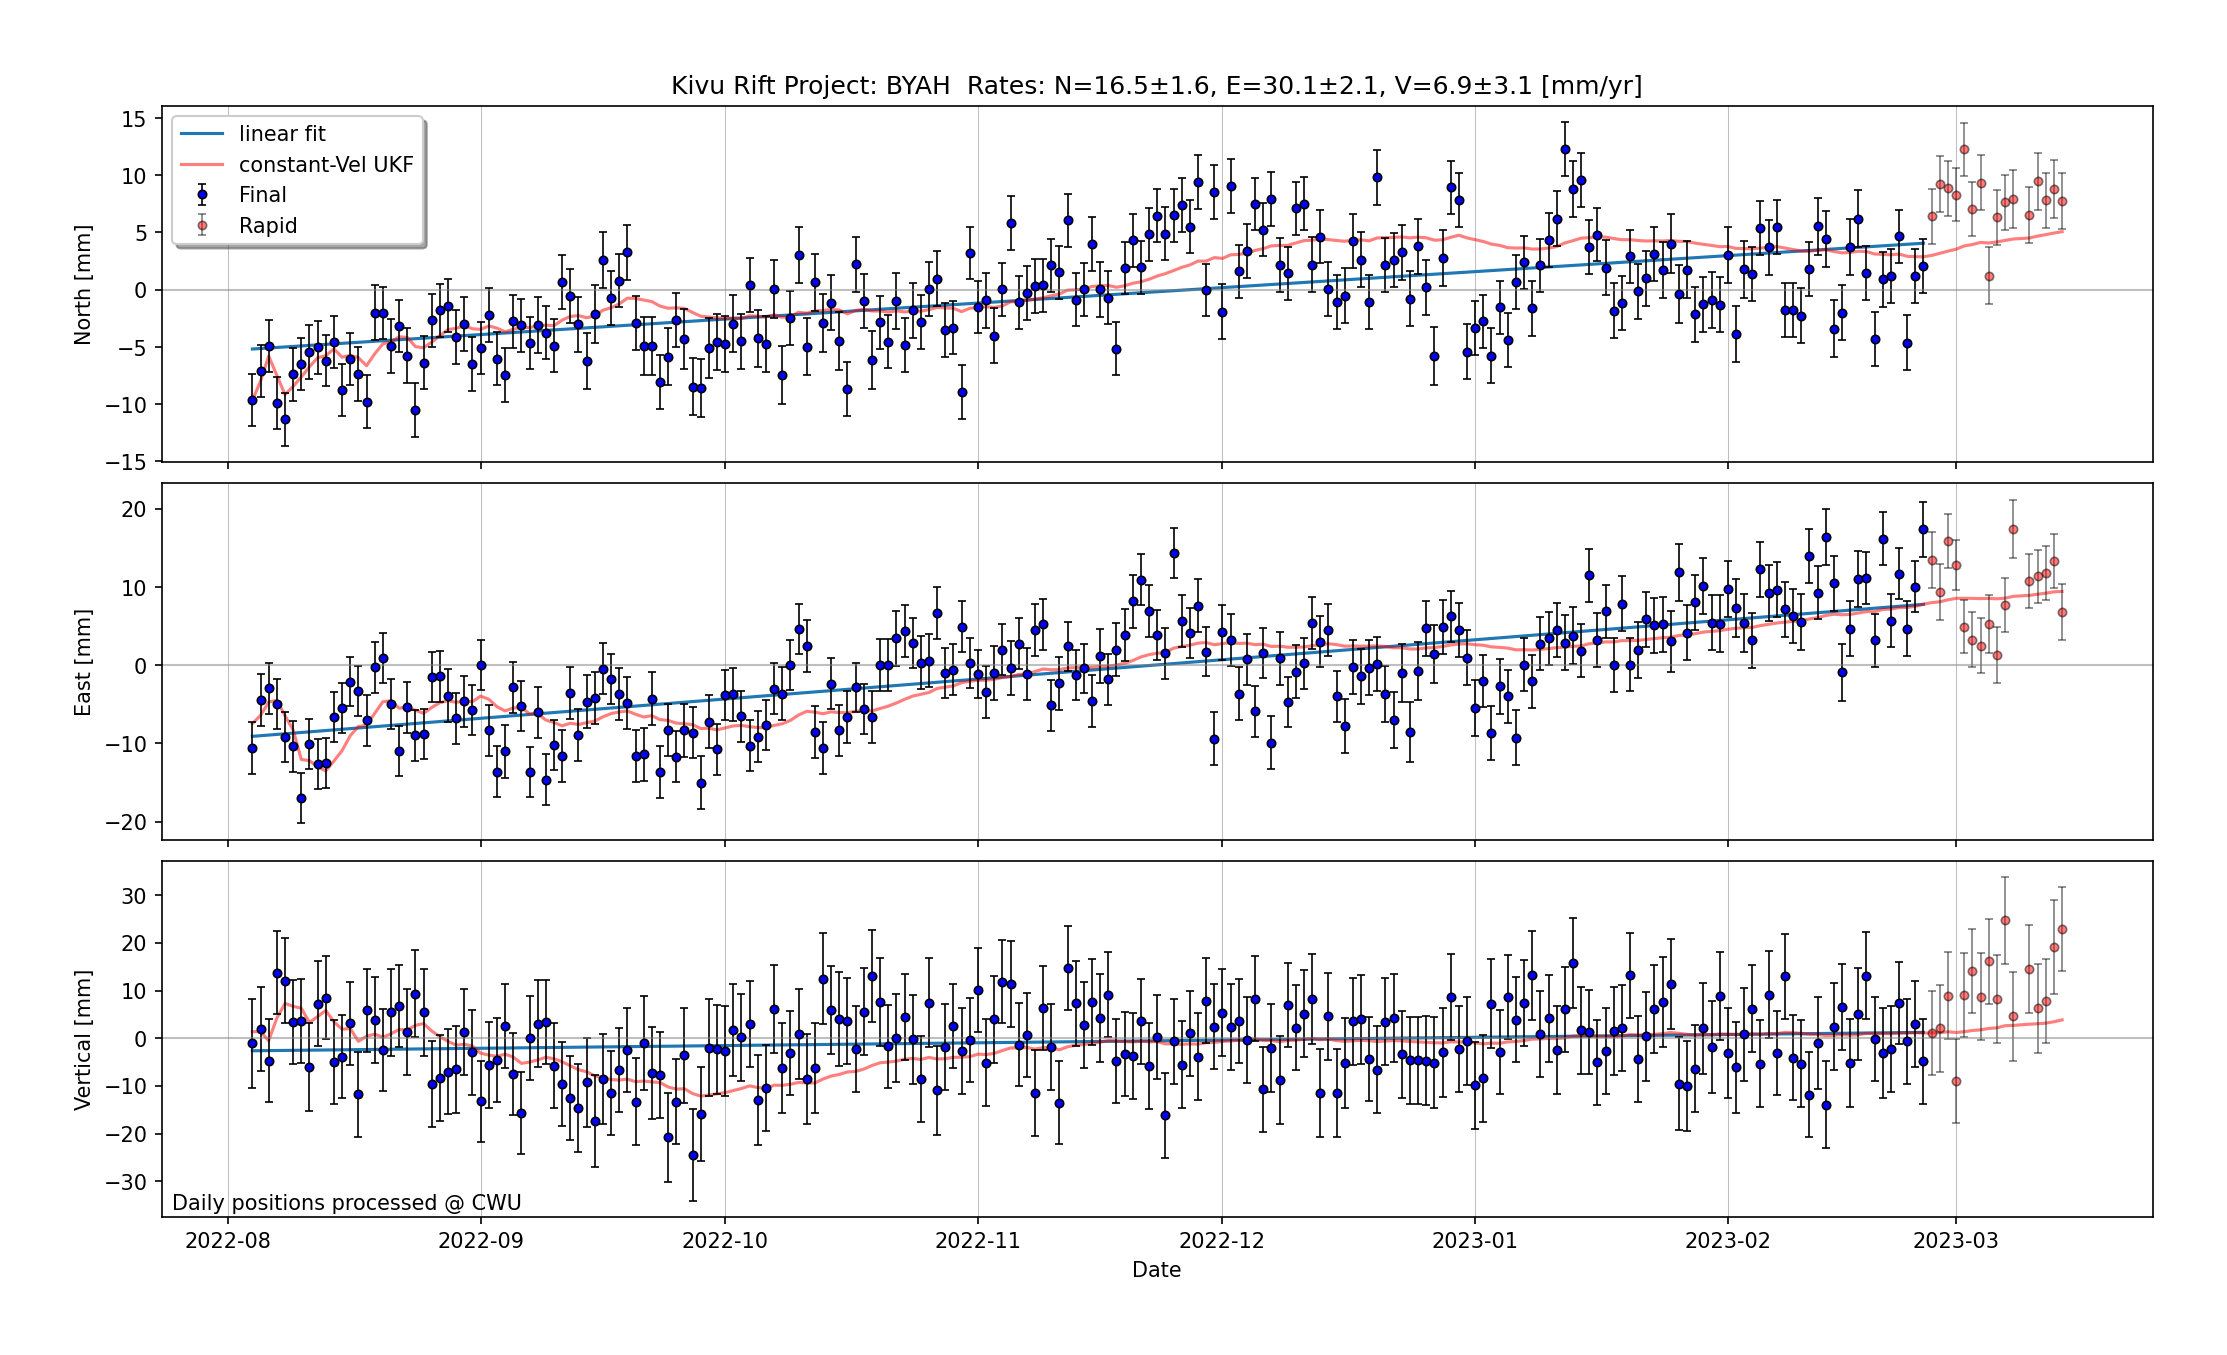 Kivu Rift Project: BYAH  Rates: N=16.5±1.6, E=30.1±2.1, V=6.9±3.1 [mm/yr]
linear fit
constant-Vel UKF
Final
Rapid
North [mm]
15
10
5
0
−5
−10
−15
East [mm]
20
10
0
−10
−20
Vertical [mm]
30
20
10
0
−10
−20
−30
Daily positions processed @ CWU
2022-08 2022-09 2022-10 2022-11 2022-12 2023-01 2023-02 2023-03
Date